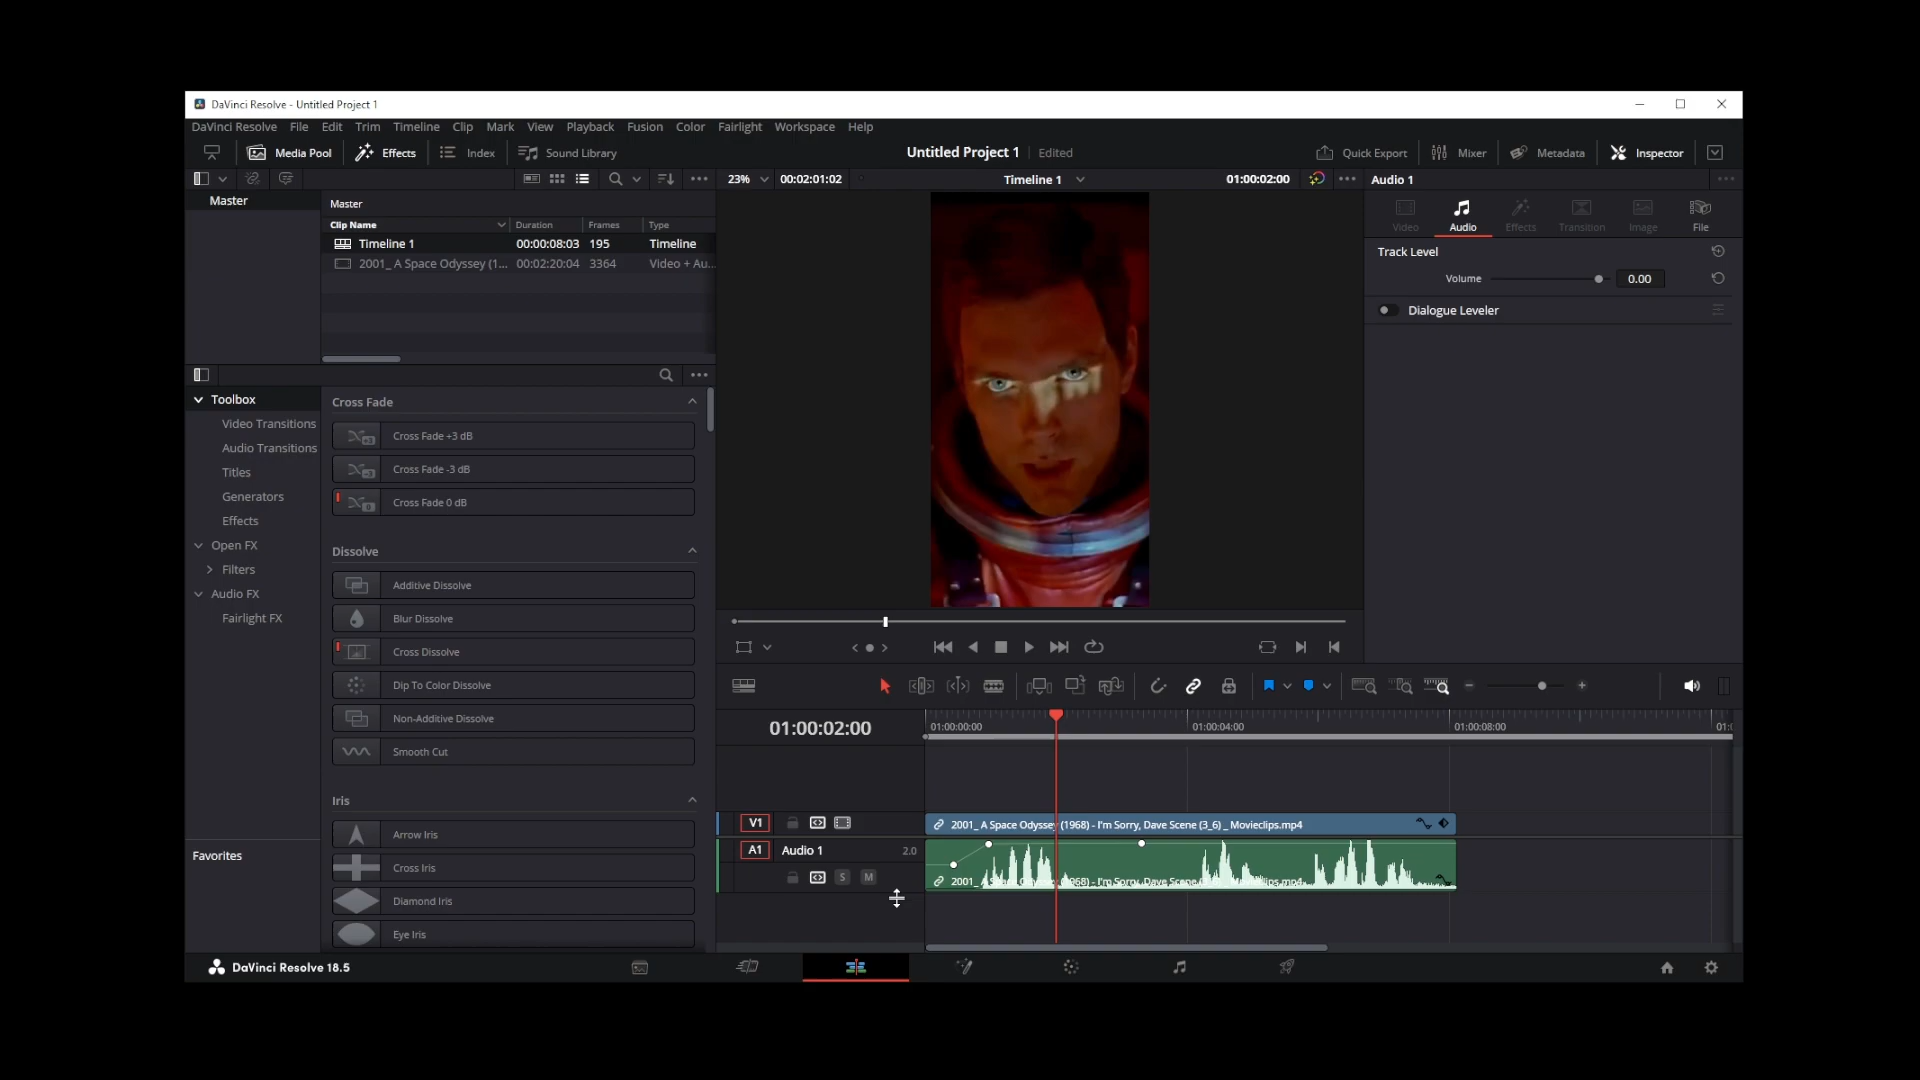 DaVinci Resolve - Untitled Project 1
DaVinci Resolve File Edit Trim Timeline Clip Mark View Playback Fusion Color Fairlight Workspace Help
Media Pool Effects Index Sound Library Untitled Project 1 Edited Quick Export Mixer Metadata Inspector
23% 00:02:01:02 Timeline 1 01:00:02:00 Audio 1
Master
Master
Clip Name Duration Frames Type
Timeline 1 00:00:08:03 195 Timeline
2001_ A Space Odyssey (1... 00:02:20:04 3364 Video + Au...
Video Audio Effects Transition Image File
Track Level
Volume 0.00
Dialogue Leveler
Toolbox
Video Transitions
Audio Transitions
Titles
Generators
Effects
Open FX
Filters
Audio FX
Fairlight FX
Favorites
Cross Fade
Cross Fade +3 dB
Cross Fade -3 dB
Cross Fade 0 dB
Dissolve
Additive Dissolve
Blur Dissolve
Cross Dissolve
Dip To Color Dissolve
Non-Additive Dissolve
Smooth Cut
Iris
Arrow Iris
Cross Iris
Diamond Iris
Eye Iris
01:00:02:00
01:00:00:00 01:00:04:00 01:00:08:00
V1
2001_ A Space Odyssey (1968) - I'm Sorry, Dave Scene (3_6) _ Movieclips.mp4
A1 Audio 1 2.0
S M
2001_ A Space Odyssey (1968) - I'm Sorry, Dave Scene (3_6) _ Movieclips.mp4
DaVinci Resolve 18.5